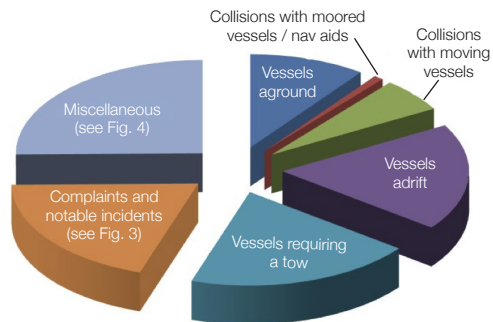 Collisions with moored
vessels / nav aids
Collisions
with moving
vessels
Vessels
aground
Miscellaneous
(see Fig. 4)
Vessels
adrift
Complaints and
notable incidents
(see Fig. 3)
Vessels requiring
a tow